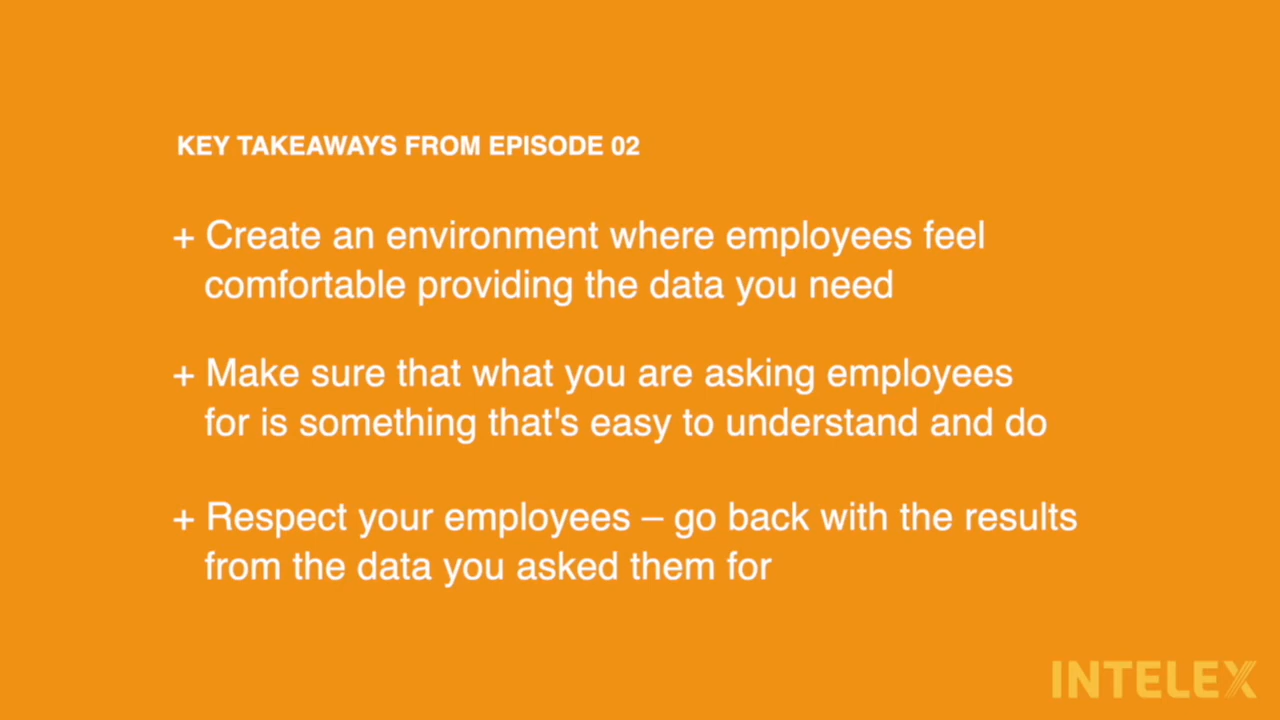 KEY TAKEAWAYS FROM EPISODE 02
+ Create an environment where employees feel
comfortable providing the data you need
+ Make sure that what you are asking employees
for is something that's easy to understand and do
+ Respect your employees – go back with the results
from the data you asked them for
INTELEX